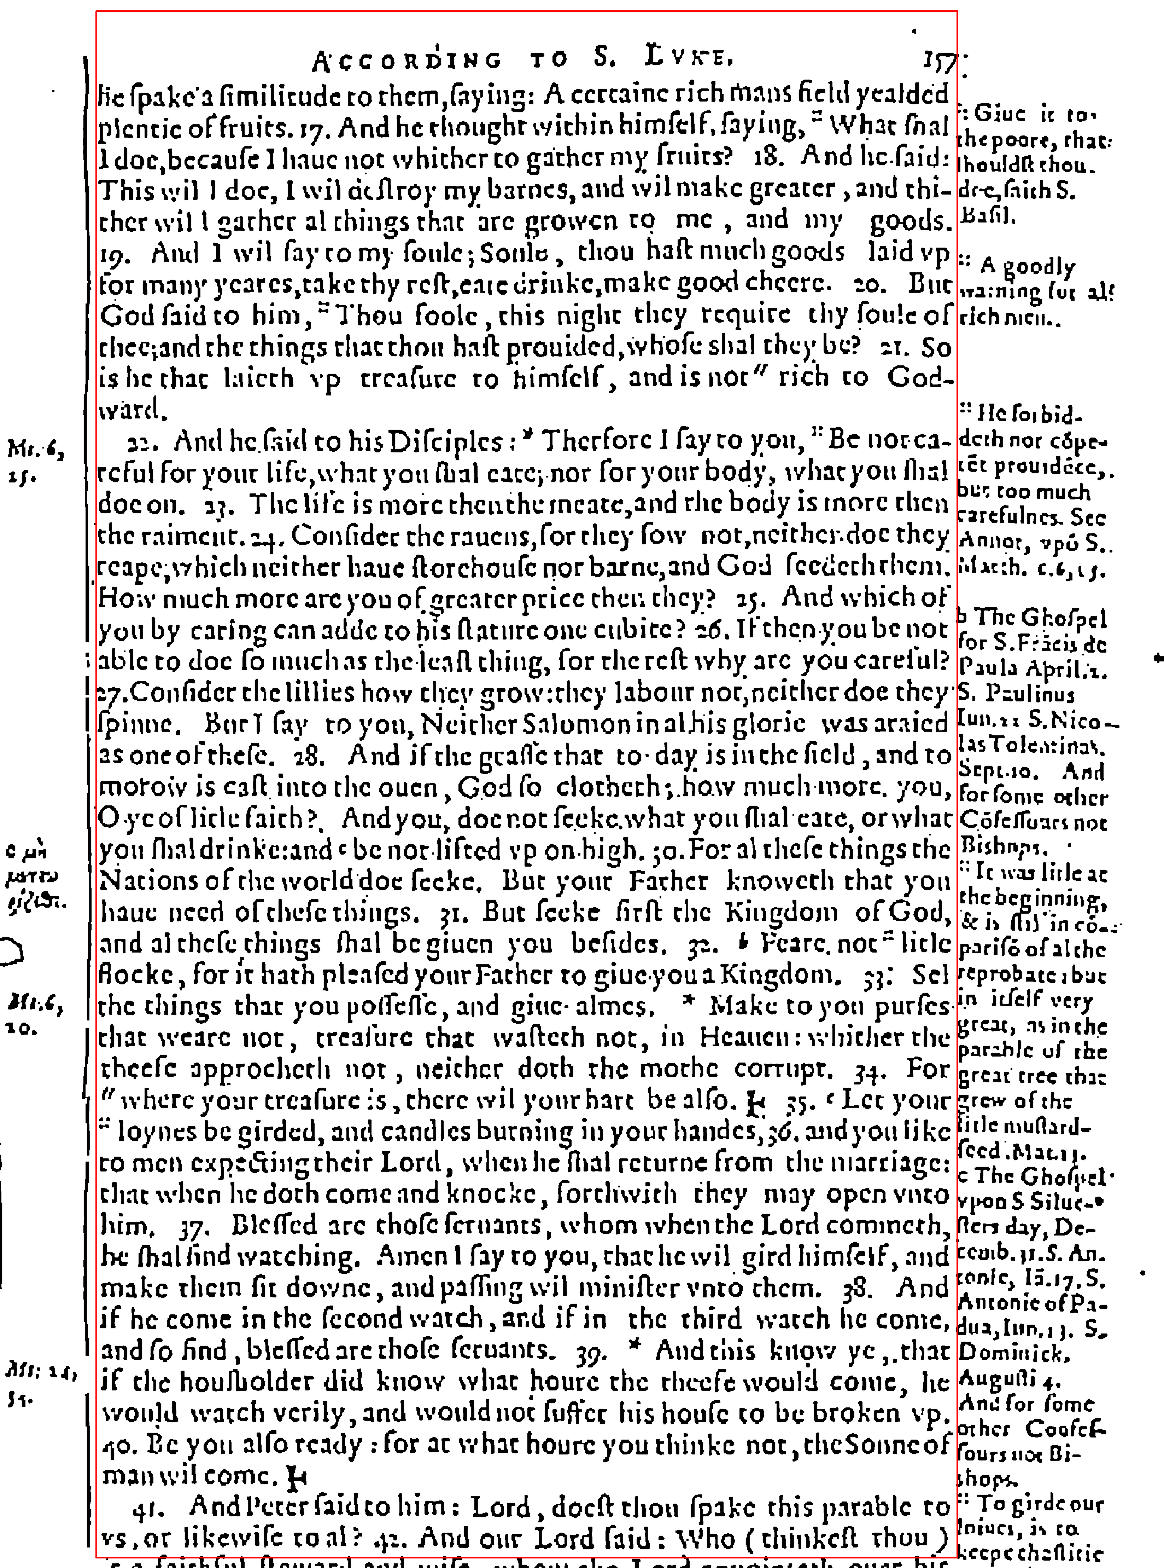 ACCORDING TO S. LVKE. 157
he ſpake a ſimilitude to them, ſaying: A certaine rich mans field yealded
plentie of fruits. 17. And he thought within himſelf, ſaying, :: What ſhal
I doe, becauſe I haue not whither to gather my fruits? 18. And he ſaid:
This wil I doe, I wil deſtroy my barnes, and wil make greater, and thi-
ther wil I gather al things that are growen to me, and my goods.
19. And I wil ſay to my ſoule; Soule, thou haſt much goods laid vp
for many yeares, take thy reſt, eate drinke, make good cheere. 20. But
God ſaid to him, :: Thou foole, this night they require thy ſoule of
thee; and the things that thou haſt prouided, whoſe shal they be? 21. So
is he that laieth vp treaſure to himſelf, and is not " rich to God-
ward.
22. And he ſaid to his Diſciples: * Therfore I ſay to you, :: Be not ca-
reful for your life, what you ſhal eate; nor for your body, what you ſhal
doe on. 23. The life is more then the meate, and the body is more then
the raiment. 24. Conſider the rauens, for they ſow not, neither doe they
reape, which neither haue ſtorehouſe nor barne, and God feedeth them.
How much more are you of greater price then they? 25. And which of
you by caring can adde to his ſtature one cubite? 26. If then you be not
able to doe ſo much as the leaſt thing, for the reſt why are you careful?
27. Conſider the lillies how they grow: they labour not, neither doe they
ſpinne. But I ſay to you, Neither Salomon in al his glorie was araied
as one of theſe. 28. And if the graſſe that to-day is in the field, and to
morow is caſt into the ouen, God ſo clotheth; how much more you,
O ye of litle faith? And you, doe not ſeeke what you ſhal eate, or what
you ſhal drinke: and c be not lifted vp on high. 30. For al theſe things the
Nations of the world doe ſeeke. But your Father knoweth that you
haue need of theſe things. 31. But ſeeke firſt the Kingdom of God,
and al theſe things ſhal be giuen you beſides. 32. b Feare not :: litle
flocke, for it hath pleaſed your Father to giue you a Kingdom. 33. Sel
the things that you poſſeſſe, and giue almes. * Make to you purſes
that weare not, treaſure that waſteth not, in Heauen: whither the
theefe approcheth not, neither doth the mothe corrupt. 34. For
" where your treaſure is, there wil your hart be alſo. 35. c Let your
:: loynes be girded, and candles burning in your handes, 36. and you like
to men expecting their Lord, when he ſhal returne from the marriage:
that when he doth come and knocke, forthwith they may open vnto
him. 37. Bleſſed are thoſe ſeruants, whom when the Lord commeth,
he ſhal find watching. Amen I ſay to you, that he wil gird himſelf, and
make them ſit downe, and paſſing wil miniſter vnto them. 38. And
if he come in the ſecond watch, and if in the third watch he come,
and ſo find, bleſſed are thoſe ſeruants. 39. * And this know ye, that
if the houſholder did know what houre the theefe would come, he
would watch verily, and would not ſuffer his houſe to be broken vp.
40. Be you alſo ready: for at what houre you thinke not, the Sonne of
man wil come.
41. And Peter ſaid to him: Lord, doeſt thou ſpake this parable to
vs, or likewiſe to al? 42. And our Lord ſaid: Who (thinkeſt thou)
Mt. 6,
25.
Mt. 6,
20.
:: Giue it to
the poore, that
ſhouldſt thou.
dee, ſaith S.
Baſil.
:: A goodly
warning for all
rich men.
:: He forbid-
deth not cōpe-
tēt prouidēce,
but too much
carefulnes. See
Annot, vpō S.
Matth. c. 6, 25.
b The Ghoſpel
for S. Frācis de
Paula April. 2.
S. Paulinus
Iun. 22 S. Nico-
las Tolentinas.
Sept. 10. And
for ſome other
Cōfeſſours not
Bishops.
:: It was litle at
the beginning,
& is ſtil in cō-
pariſō of al the
reprobate: but
in itſelf very
great, as in the
parable of the
great tree that
grew of the
litle muſtard-
ſeed. Mat. 13.
c The Ghoſpel
vpon S Silue-
ſters day, De-
cemb. 31. S. An.
tonie, Iā. 17. S.
Antonie of Pa-
dua, Iun. 13. S.
Dominick,
Auguſti 4.
And for ſome
other Confeſ-
ſours not Bi-
shops.
:: To girde our
loines, is to
keepe chaſtitie